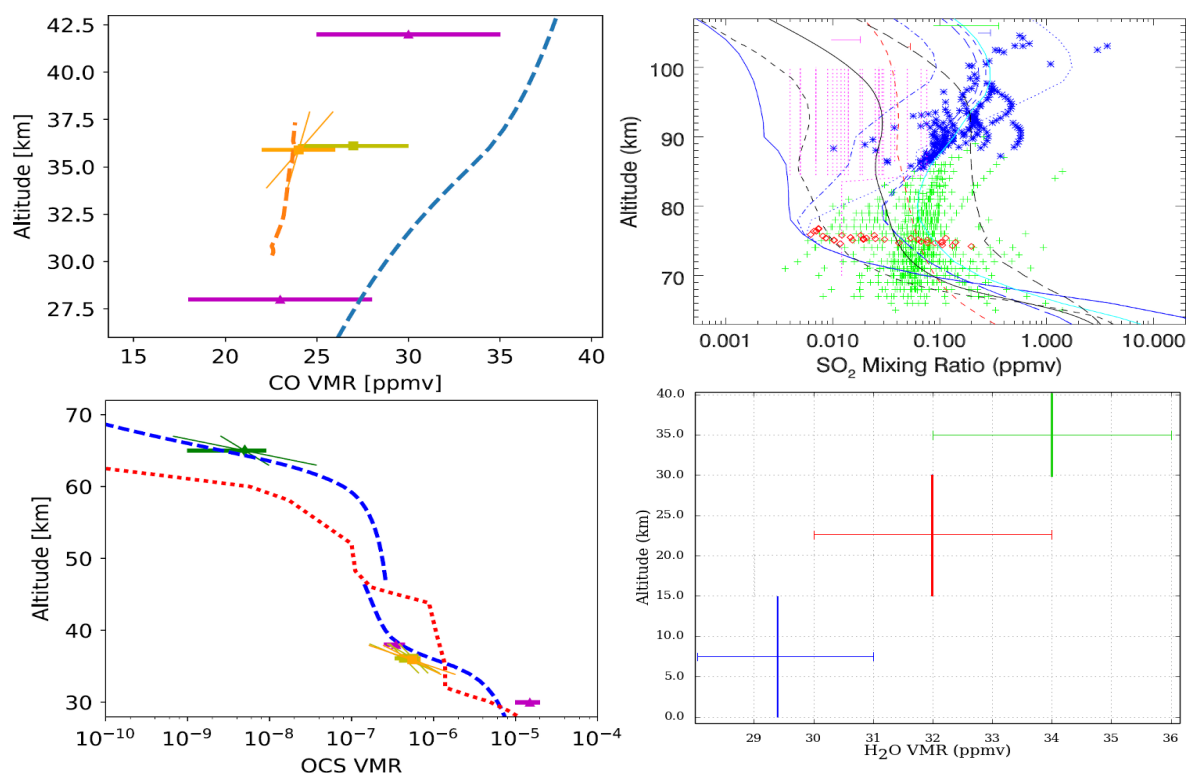 42.5
40.0
37.5
35.0
32.5
30.0
27.5
Altitude [km]
15 20 25 30 35 40
CO VMR [ppmv]
100
90
80
70
Altitude (km)
0.001 0.010 0.100 1.000 10.000
SO2 Mixing Ratio (ppmv)
70
60
50
40
30
Altitude [km]
10−10 10−9 10−8 10−7 10−6 10−5 10−4
OCS VMR
40.0
35.0
30.0
25.0
20.0
15.0
10.0
5.0
0.0
Altitude (km)
29 30 31 32 33 34 35 36
H2O VMR (ppmv)